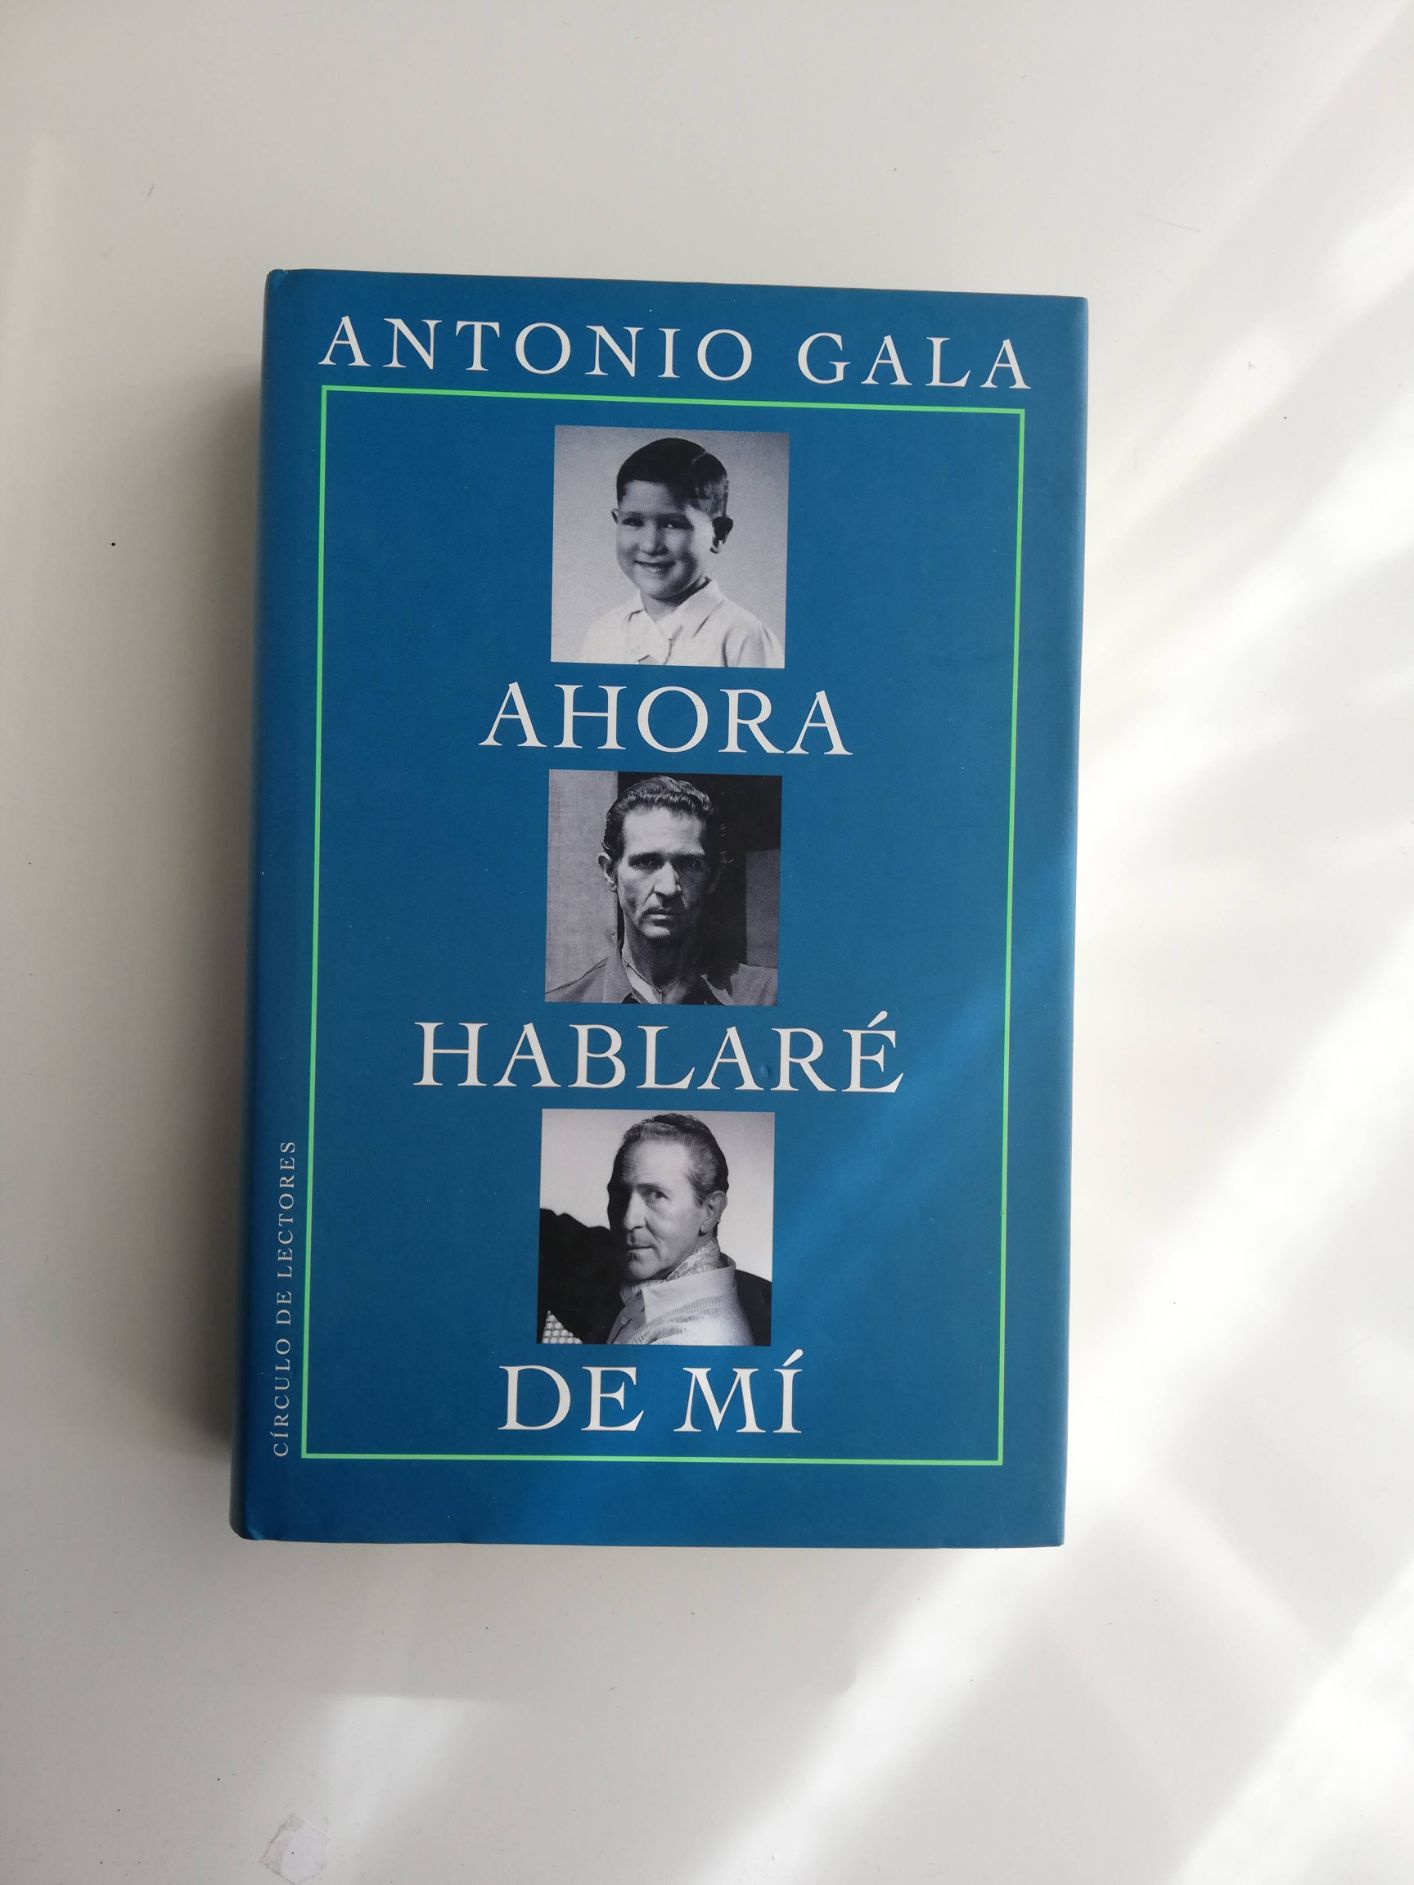 ANTONIO GALA
AHORA
HABLARÉ
DE MÍ
CÍRCULO DE LECTORES